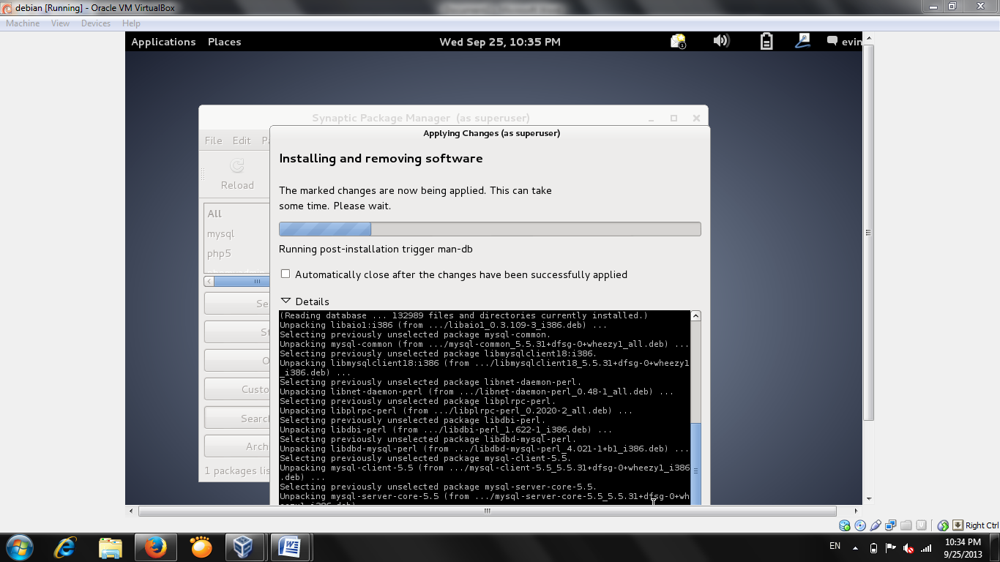 debian [Running] - Oracle VM VirtualBox
Machine View Devices Help
Applications Places Wed Sep 25, 10:35 PM evin
Synaptic Package Manager (as superuser)
File Edit
Applying Changes (as superuser)
Installing and removing software
Reload
The marked changes are now being applied. This can take
some time. Please wait.
All
mysql
php5
Running post-installation trigger man-db
Automatically close after the changes have been successfully applied
Details
(Reading database ... 132989 files and directories currently installed.)
Unpacking libaio1:i386 (from .../libaio1_0.3.109-3_i386.deb) ...
Selecting previously unselected package mysql-common.
Unpacking mysql-common (from .../mysql-common_5.5.31+dfsg-0+wheezy1_all.deb) ...
Selecting previously unselected package libmysqlclient18:i386.
Unpacking libmysqlclient18:i386 (from .../libmysqlclient18_5.5.31+dfsg-0+wheezy1
_i386.deb) ...
Selecting previously unselected package libnet-daemon-perl.
Unpacking libnet-daemon-perl (from .../libnet-daemon-perl_0.48-1_all.deb) ...
Selecting previously unselected package libplrpc-perl.
Unpacking libplrpc-perl (from .../libplrpc-perl_0.2020-2_all.deb) ...
Selecting previously unselected package libdbi-perl.
Unpacking libdbi-perl (from .../libdbi-perl_1.622-1_i386.deb) ...
Selecting previously unselected package libdbd-mysql-perl.
Unpacking libdbd-mysql-perl (from .../libdbd-mysql-perl_4.021-1+b1_i386.deb) ...
Selecting previously unselected package mysql-client-5.5.
Unpacking mysql-client-5.5 (from .../mysql-client-5.5_5.5.31+dfsg-0+wheezy1_i386
.deb) ...
Selecting previously unselected package mysql-server-core-5.5.
Unpacking mysql-server-core-5.5 (from .../mysql-server-core-5.5_5.5.31+dfsg-0+wh
Se
St
O
Custo
Search
Arch
1 packages lis
Right Ctrl
EN
10:34 PM
9/25/2013